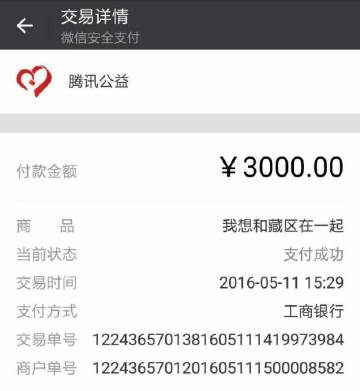 交易详情
微信安全支付
腾讯公益
付款金额 ￥3000.00
商 品 我想和藏区在一起
当前状态 支付成功
交易时间 2016-05-11 15:29
支付方式 工商银行
交易单号 1224365701381605111419973984
商户单号 1224365701201605111500008582